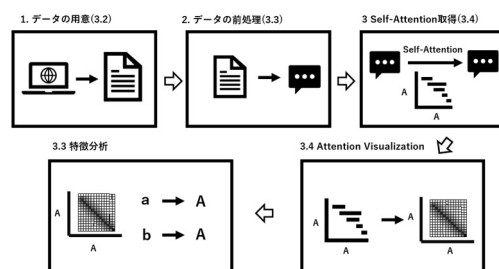 1. データの用意(3.2)
2. データの前処理(3.3)
3 Self-Attention取得(3.4)
Self-Attention
A
A
3.3 特徴分析
3.4 Attention Visualization
A
A
a
A
b
A
A
A
A
A